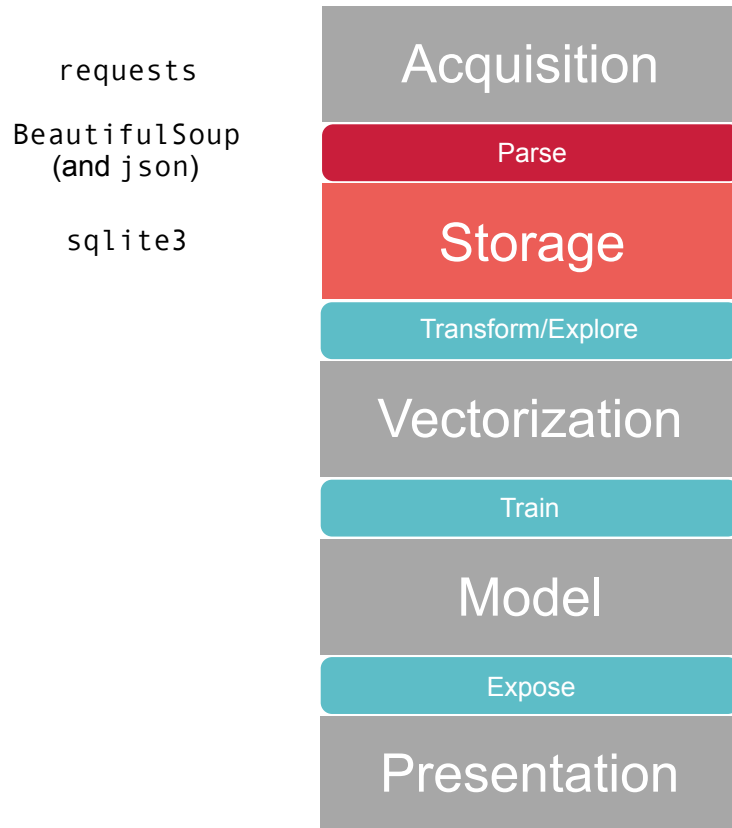 requests
Acquisition
BeautifulSoup
(and json)
Parse
sqlite3
Storage
Transform/Explore
Vectorization
Train
Model
Expose
Presentation